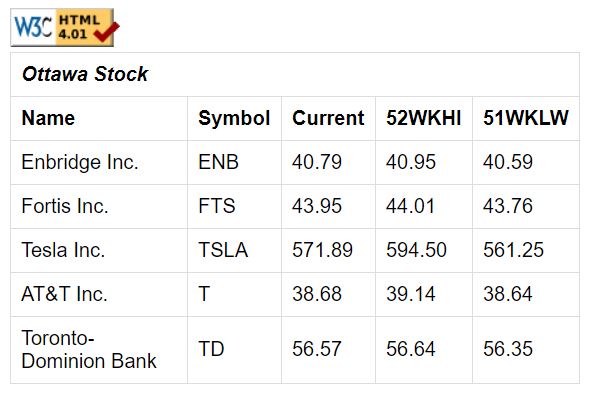 W3C HTML 4.01
Ottawa Stock
Name Symbol Current 52WKHI 51WKLW
Enbridge Inc. ENB 40.79 40.95 40.59
Fortis Inc. FTS 43.95 44.01 43.76
Tesla Inc. TSLA 571.89 594.50 561.25
AT&T Inc. T 38.68 39.14 38.64
Toronto-
Dominion Bank TD 56.57 56.64 56.35